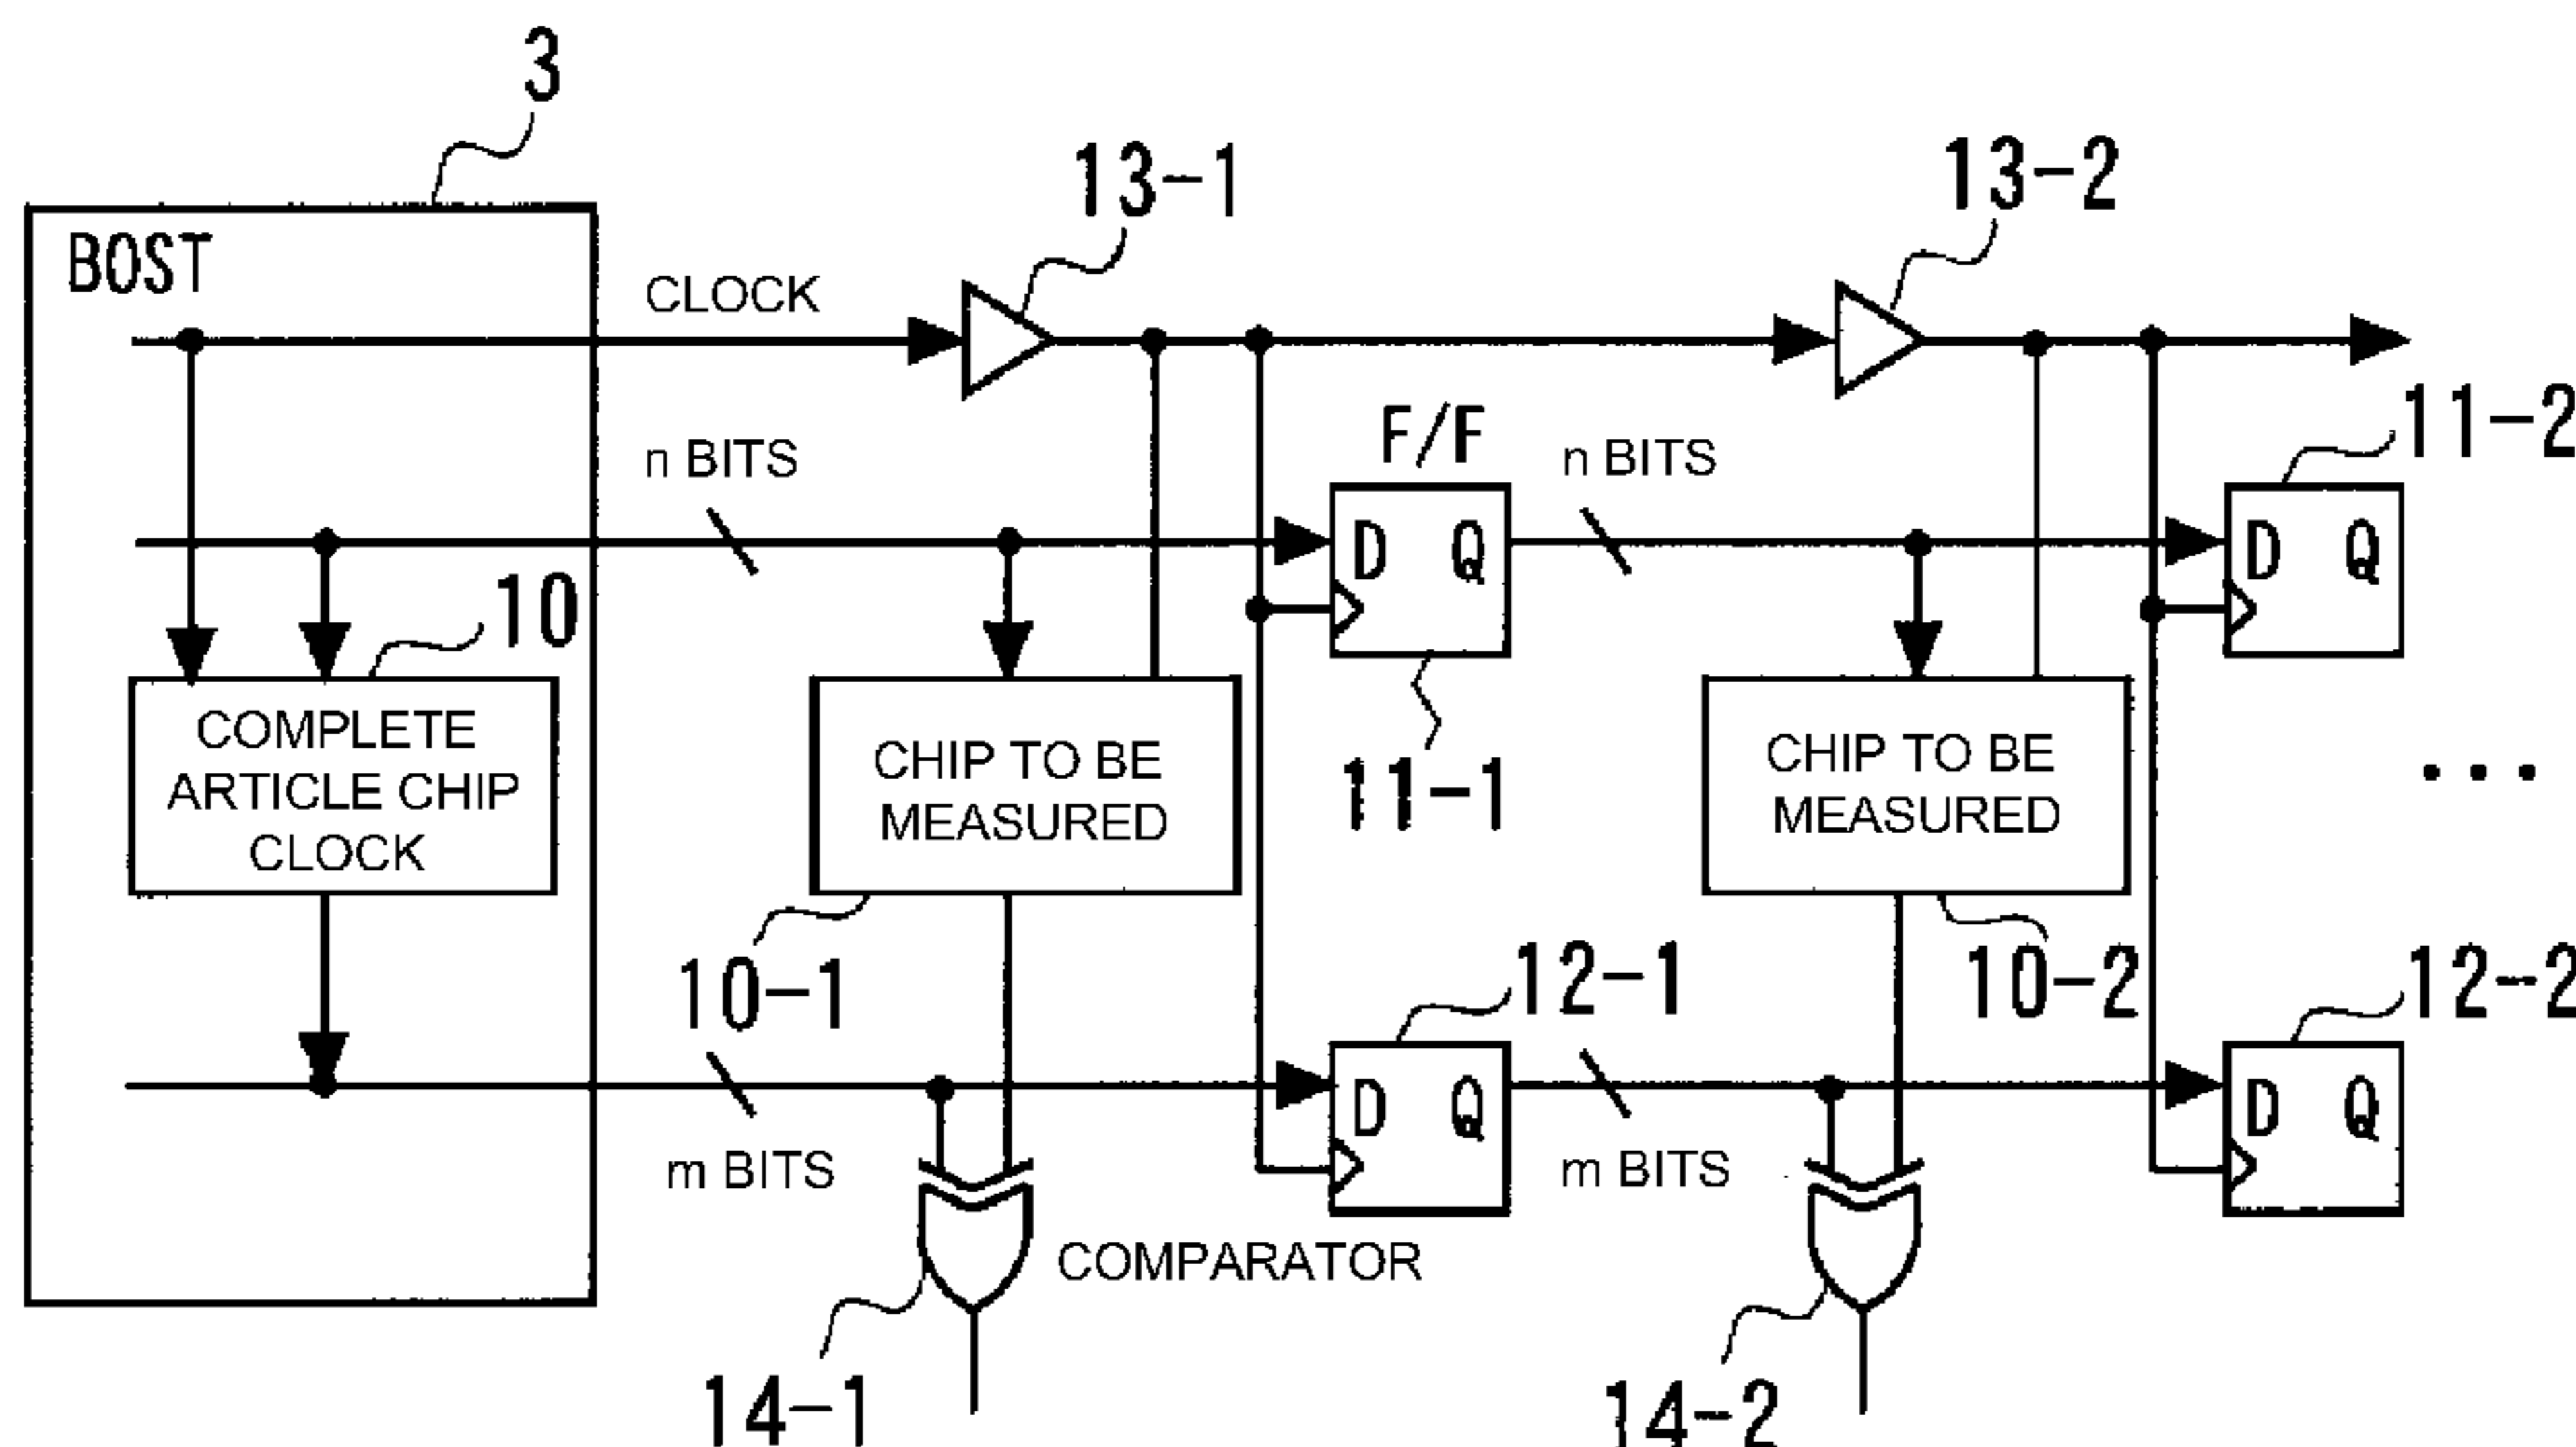 3
13-1
13-2
BOST
CLOCK
n BITS
F/F
n BITS
11-2
D Q
D Q
10
COMPLETE
ARTICLE CHIP
CLOCK
CHIP TO BE
MEASURED
11-1
CHIP TO BE
MEASURED
...
10-1
12-1
10-2
12-2
D Q
D Q
m BITS
m BITS
COMPARATOR
14-1
14-2